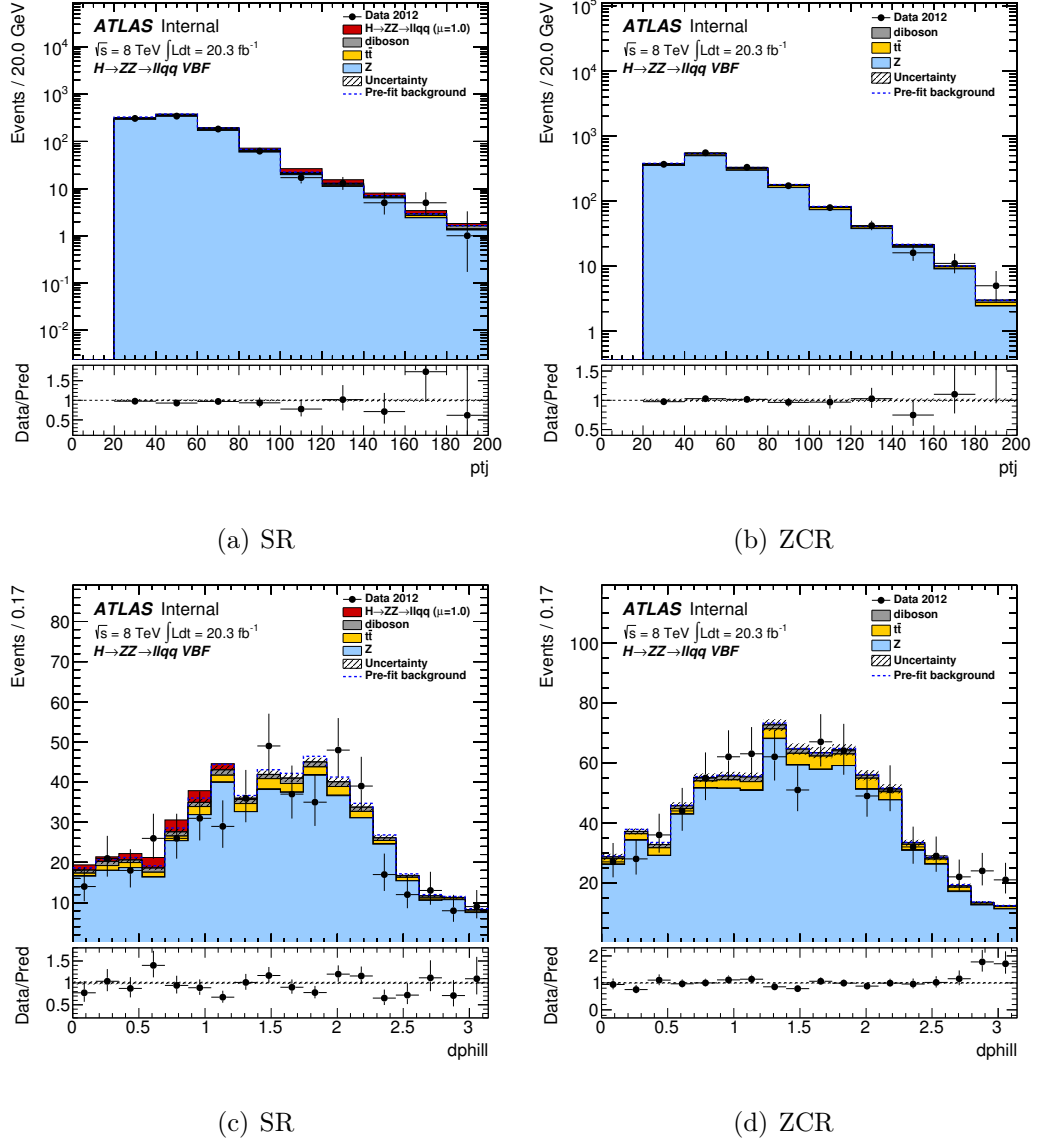 ATLAS Internal
√s = 8 TeV ∫Ldt = 20.3 fb⁻¹
H→ZZ→llqq VBF
Data 2012
H→ZZ→llqq (μ=1.0)
diboson
tt̄
Z
Uncertainty
Pre-fit background
Events / 20.0 GeV
10⁴
10³
10²
10
1
10⁻¹
10⁻²
Data/Pred
1.5
1
0.5
0 20 40 60 80 100 120 140 160 180 200
ptj
(a) SR
ATLAS Internal
√s = 8 TeV ∫Ldt = 20.3 fb⁻¹
H→ZZ→llqq VBF
Data 2012
diboson
tt̄
Z
Uncertainty
Pre-fit background
Events / 20.0 GeV
10⁵
10⁴
10³
10²
10
1
Data/Pred
1.5
1
0.5
0 20 40 60 80 100 120 140 160 180 200
ptj
(b) ZCR
ATLAS Internal
√s = 8 TeV ∫Ldt = 20.3 fb⁻¹
H→ZZ→llqq VBF
Data 2012
H→ZZ→llqq (μ=1.0)
diboson
tt̄
Z
Uncertainty
Pre-fit background
Events / 0.17
80
70
60
50
40
30
20
10
Data/Pred
1.5
1
0.5
0 0.5 1 1.5 2 2.5 3
dphill
(c) SR
ATLAS Internal
√s = 8 TeV ∫Ldt = 20.3 fb⁻¹
H→ZZ→llqq VBF
Data 2012
diboson
tt̄
Z
Uncertainty
Pre-fit background
Events / 0.17
100
80
60
40
20
Data/Pred
2
1
0
0 0.5 1 1.5 2 2.5 3
dphill
(d) ZCR